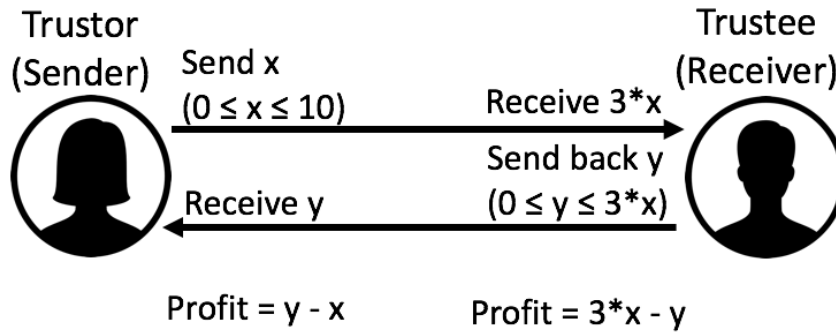 Trustor
(Sender)
Trustee
(Receiver)
Send x
(0 ≤ x ≤ 10)
Receive 3*x
Send back y
(0 ≤ y ≤ 3*x)
Receive y
Profit = y - x
Profit = 3*x - y